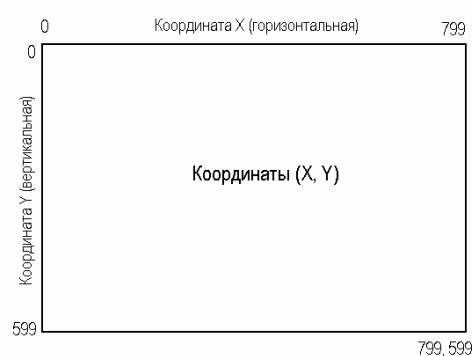 0 Координата X (горизонтальная) 799
0
Координата Y (вертикальная)
Координаты (X, Y)
599
799, 599